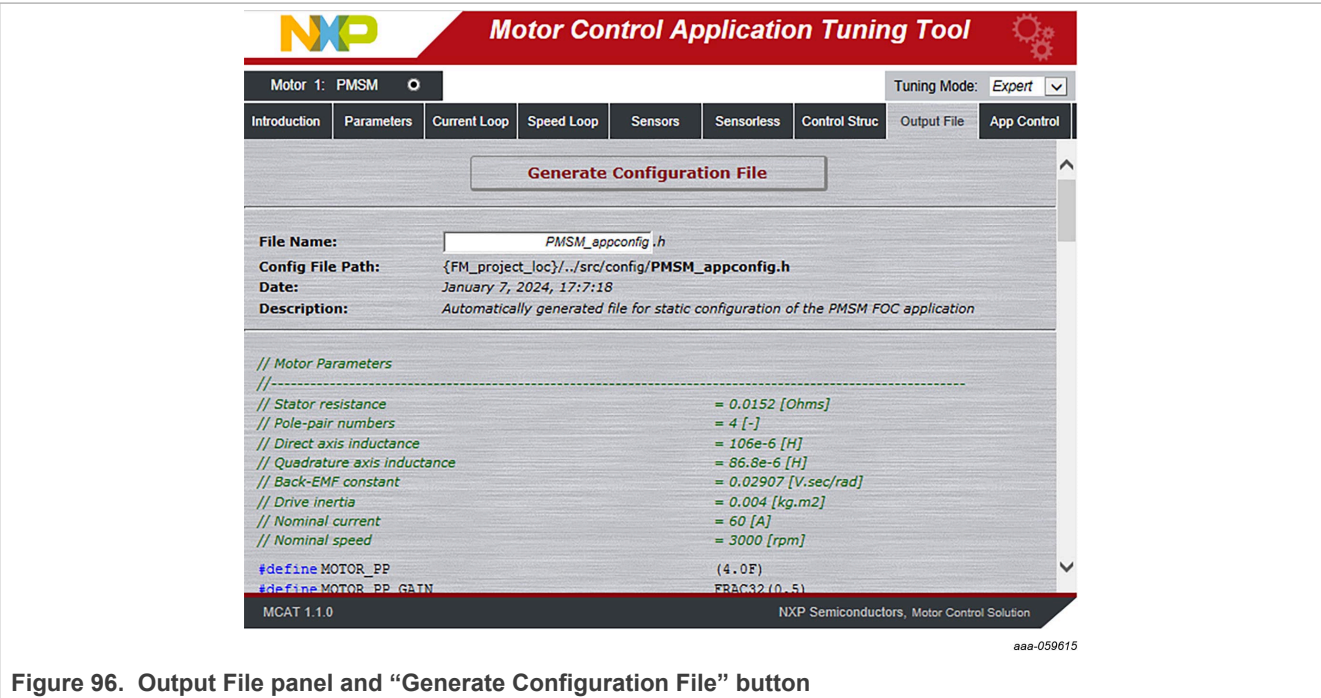 NXP
Motor Control Application Tuning Tool
Motor 1: PMSM
Tuning Mode: Expert
Introduction Parameters Current Loop Speed Loop Sensors Sensorless Control Struc Output File App Control
Generate Configuration File
File Name: PMSM_appconfig .h
Config File Path: {FM_project_loc}/../src/config/PMSM_appconfig.h
Date: January 7, 2024, 17:7:18
Description: Automatically generated file for static configuration of the PMSM FOC application
// Motor Parameters
//------------------------------------------------------------------------------------------------------------------------
// Stator resistance = 0.0152 [Ohms]
// Pole-pair numbers = 4 [-]
// Direct axis inductance = 106e-6 [H]
// Quadrature axis inductance = 86.8e-6 [H]
// Back-EMF constant = 0.02907 [V.sec/rad]
// Drive inertia = 0.004 [kg.m2]
// Nominal current = 60 [A]
// Nominal speed = 3000 [rpm]
#define MOTOR_PP (4.0F)
#define MOTOR_PP_GAIN FRAC32(0.5)
MCAT 1.1.0 NXP Semiconductors, Motor Control Solution
aaa-059615
Figure 96. Output File panel and “Generate Configuration File” button